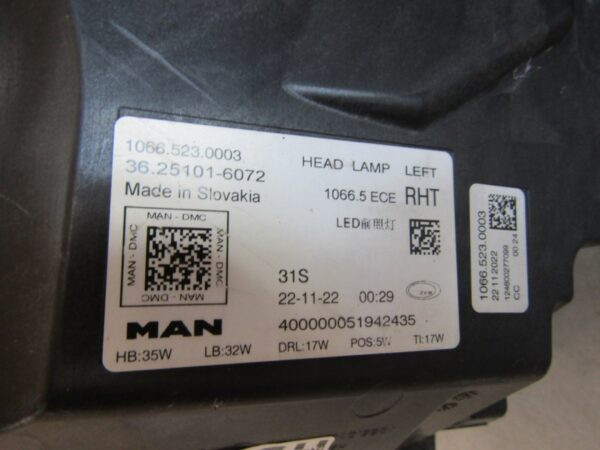 1066.523.0003
36.25101-6072
Made in Slovakia
HEAD LAMP LEFT
1066.5 ECE RHT
LED前照灯
MAN - DMC
MAN - DMC
MAN - DMC
MAN - DMC
31S
22-11-22 00:29
MAN
400000051942435
HB:35W LB:32W DRL:17W POS:5W TI:17W
1066.523.0003
22 11 2022 00:24
CC